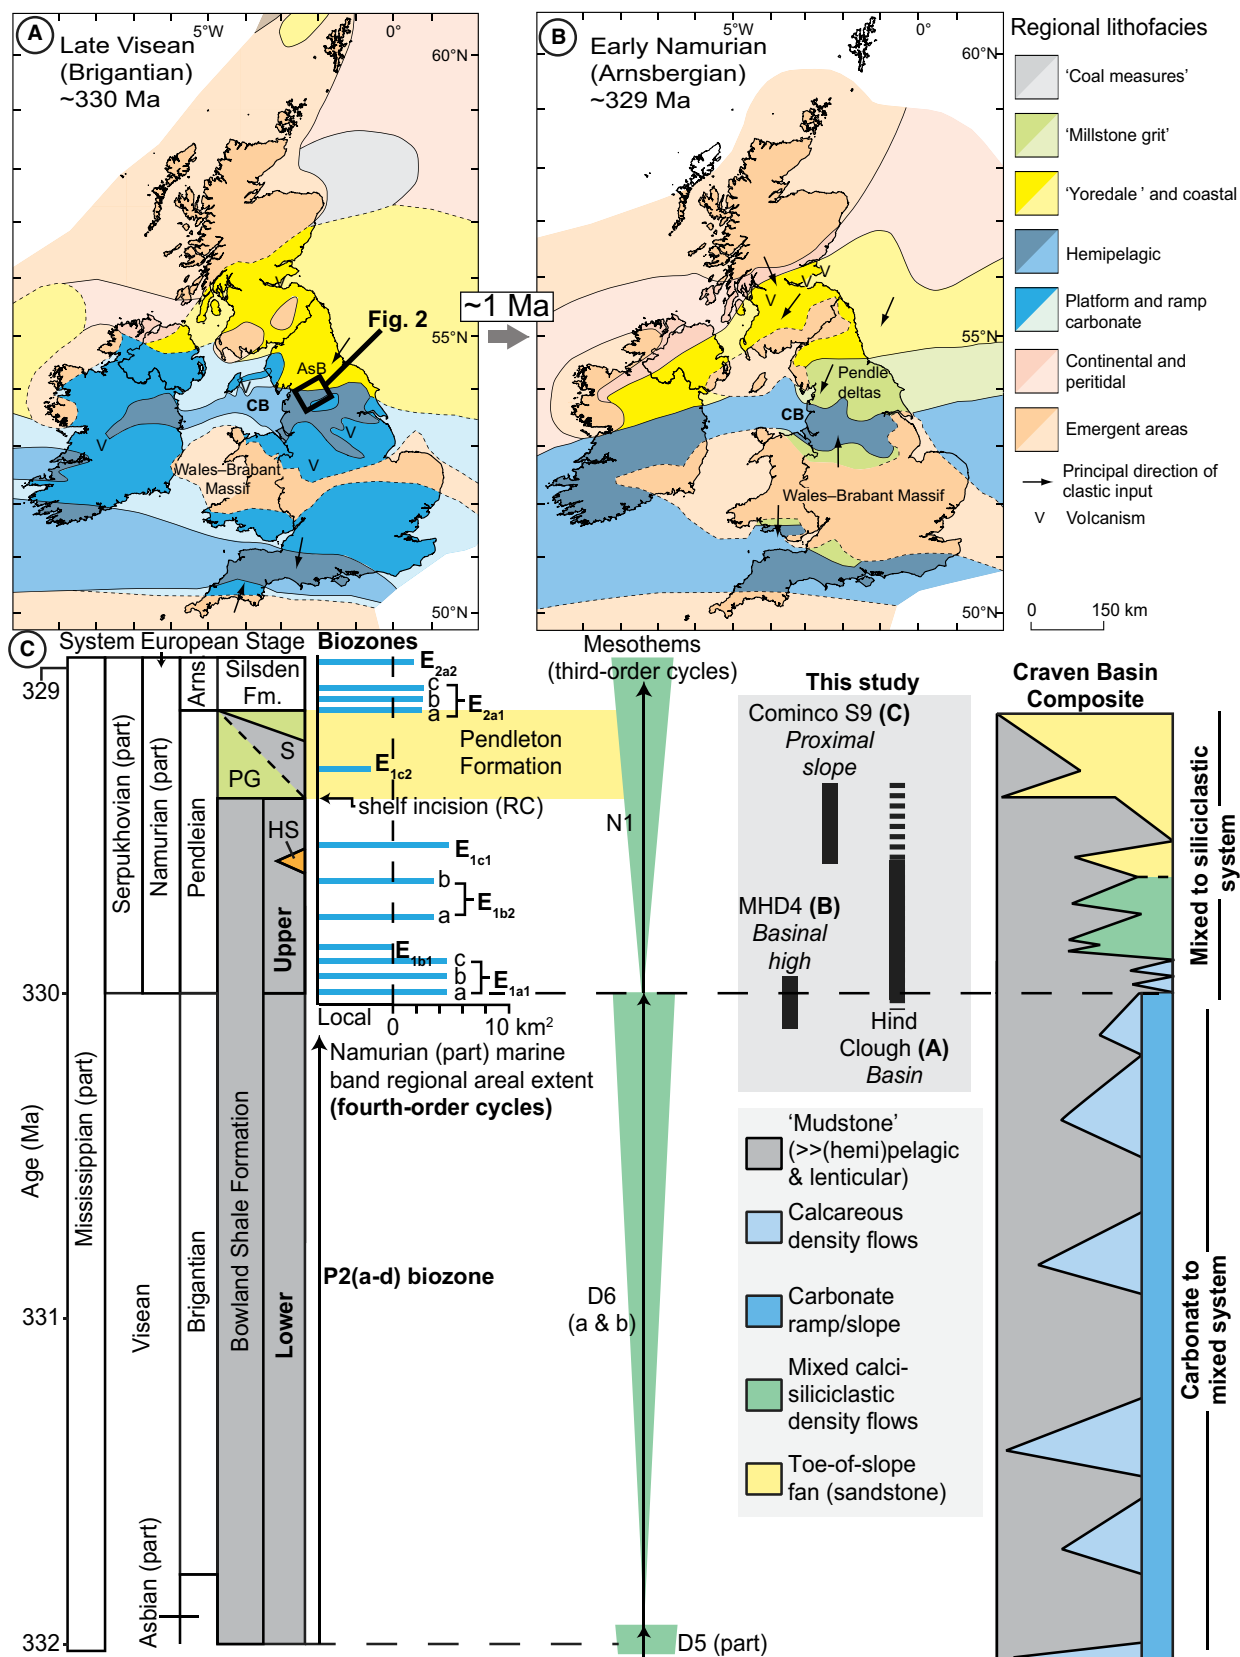 A
Late Visean
(Brigantian)
~330 Ma
5°W
0°
60°N
55°N
50°N
Fig. 2
AsB
CB
V
V
V
V
Wales–Brabant
Massif
~1 Ma
B
Early Namurian
(Arnsbergian)
~329 Ma
5°W
0°
60°N
55°N
50°N
V
V
V
Pendle
deltas
CB
Wales–Brabant Massif
Regional lithofacies
‘Coal measures’
‘Millstone grit’
‘Yoredale ’ and coastal
Hemipelagic
Platform and ramp
carbonate
Continental and
peritidal
Emergent areas
Principal direction of
clastic input
V Volcanism
0 150 km
C
System European Stage
Biozones
Mesothems
(third-order cycles)
This study
Craven Basin
Composite
Age (Ma)
329
330
331
332
Mississippian (part)
Serpukhovian (part)
Namurian (part)
Visean
Arns.
Pendleian
Brigantian
Asbian (part)
Silsden
Fm.
S
PG
HS
Upper
Lower
Bowland Shale Formation
E2a2
c
b
a
E2a1
Pendleton
Formation
E1c2
shelf incision (RC)
E1c1
b
a
E1b2
E1b1
c
b
a
E1a1
Local 0 10 km²
Namurian (part) marine
band regional areal extent
(fourth-order cycles)
P2(a-d) biozone
N1
D6
(a & b)
D5 (part)
Cominco S9 (C)
Proximal
slope
MHD4 (B)
Basinal
high
Hind
Clough (A)
Basin
‘Mudstone’
(>>(hemi)pelagic
& lenticular)
Calcareous
density flows
Carbonate
ramp/slope
Mixed calci-
siliciclastic
density flows
Toe-of-slope
fan (sandstone)
Mixed to siliciclastic
system
Carbonate to
mixed system